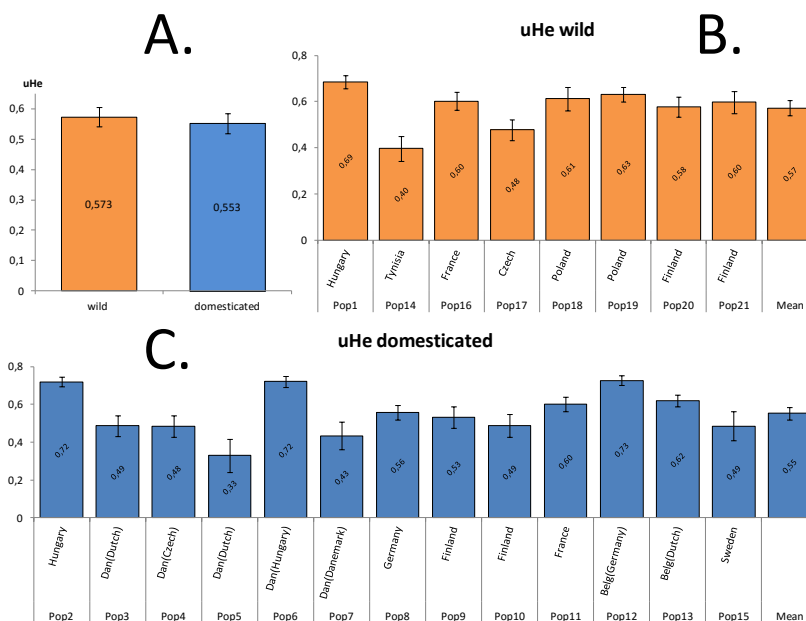 A.
uHe
0,6
0,5
0,4
0,3
0,2
0,1
0
0,573
0,553
wild
domesticated
uHe wild
B.
0,8
0,6
0,4
0,2
0
0,69
0,40
0,60
0,48
0,61
0,63
0,58
0,60
0,57
Hungary
Tynisia
France
Czech
Poland
Poland
Finland
Finland
Pop1 Pop14 Pop16 Pop17 Pop18 Pop19 Pop20 Pop21 Mean
C.
uHe domesticated
0,8
0,6
0,4
0,2
0
0,72
0,49
0,48
0,33
0,72
0,43
0,56
0,53
0,49
0,60
0,73
0,62
0,49
0,55
Hungary
Dan(Dutch)
Dan(Czech)
Dan(Dutch)
Dan(Hungary)
Dan(Danemark)
Germany
Finland
Finland
France
Belg(Germany)
Belg(Dutch)
Sweden
Pop2 Pop3 Pop4 Pop5 Pop6 Pop7 Pop8 Pop9 Pop10 Pop11 Pop12 Pop13 Pop15 Mean